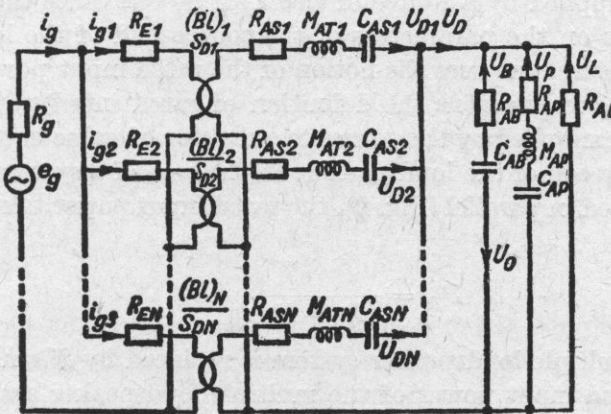 i_g i_g1 R_E1 (Bl)_1 / S_D1 R_AS1 M_AT1 C_AS1 U_D1 U_D
U_B U_P U_L
R_g R_AB R_AP R_AL
i_g2 R_E2 (Bl)_2 / S_D2 R_AS2 M_AT2 C_AS2 U_D2
e_g C_AB M_AP
C_AP
U_0
i_gs R_EN (Bl)_N / S_DN R_ASN M_ATN C_ASN U_DN